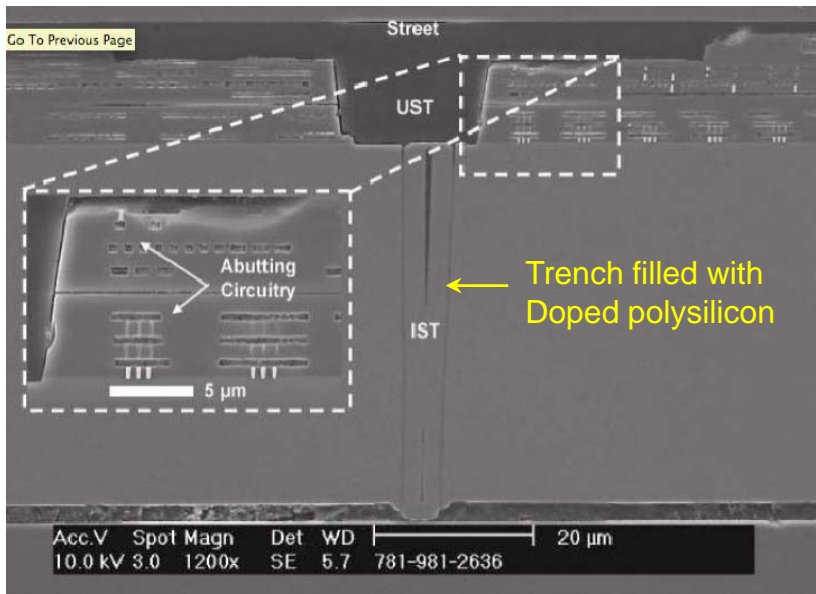 Street
Go To Previous Page
UST
Abutting
Circuitry
Trench filled with
Doped polysilicon
IST
5 µm
Acc.V Spot Magn Det WD 20 µm
10.0 kV 3.0 1200x SE 5.7 781-981-2636